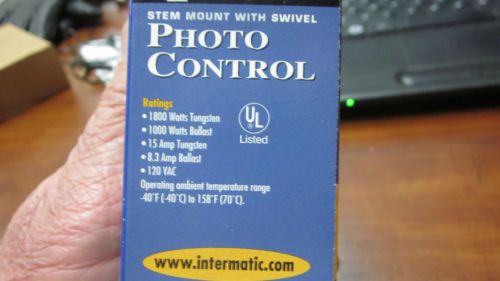 STEM MOUNT WITH SWIVEL
PHOTO
CONTROL
Ratings
• 1800 Watts Tungsten
• 1000 Watts Ballast
• 15 Amp Tungsten
• 8.3 Amp Ballast
• 120 VAC
UL
Listed
Operating ambient temperature range
-40°F (-40°C) to 158°F (70°C).
www.intermatic.com